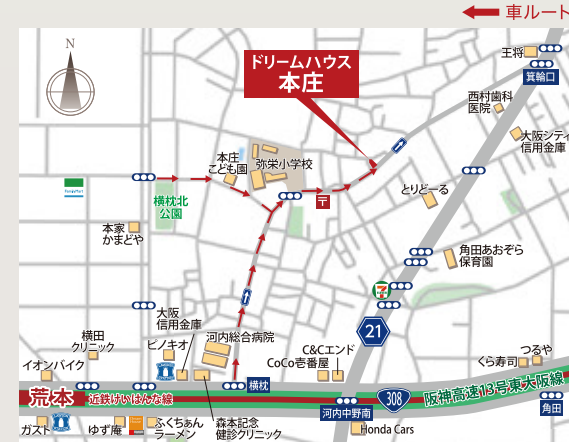 車ルート
N
ドリームハウス
本庄
王将
箕輪口
西村歯科
医院
大阪シティ
信用金庫
本庄
こども園
弥栄小学校
横枕北
公園
〒
とりどーる
FamilyMart
本家
かまどや
角田あおぞら
保育園
7
21
大阪
信用金庫
横田
クリニック
ピノキオ
河内総合病院
C&Cエンド
CoCo壱番屋
つるや
くら寿司
イオンバイク
横枕
荒本
近鉄けいはんな線
308
阪神高速13号東大阪線
河内中野南
角田
ガスト
ゆず庵
ふくちぁん
ラーメン
森本記念
健診クリニック
Honda Cars